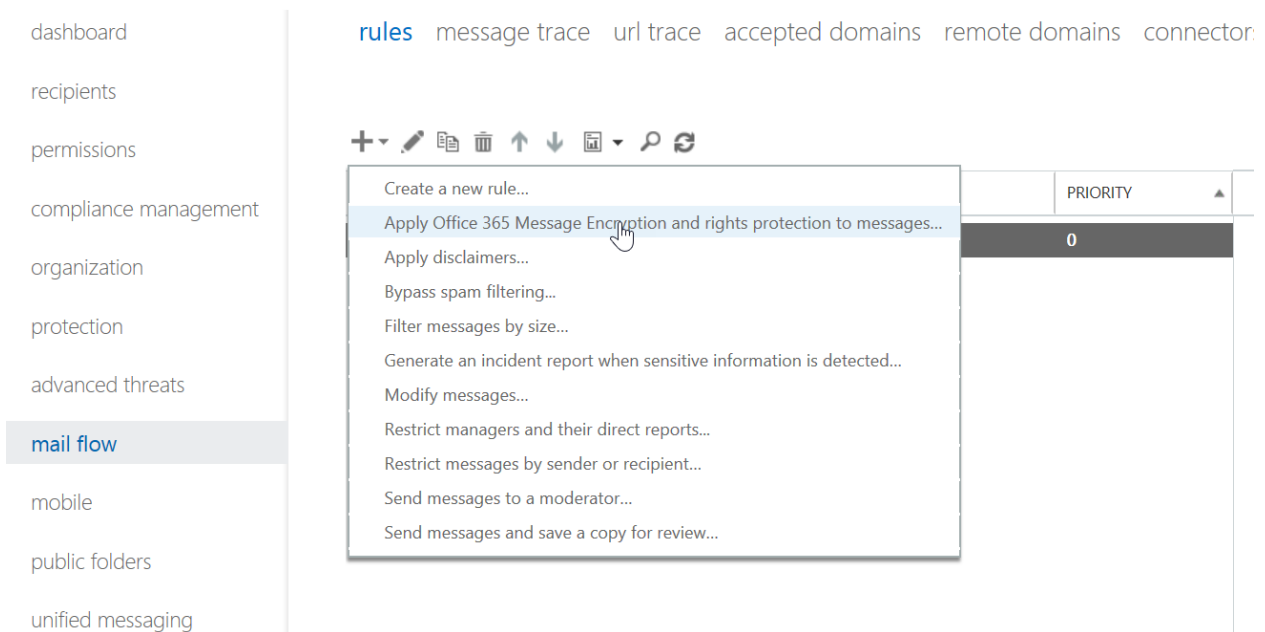 dashboard
recipients
permissions
compliance management
organization
protection
advanced threats
mail flow
mobile
public folders
unified messaging
rules message trace url trace accepted domains remote domains connector
PRIORITY
0
Create a new rule...
Apply Office 365 Message Encryption and rights protection to messages...
Apply disclaimers...
Bypass spam filtering...
Filter messages by size...
Generate an incident report when sensitive information is detected...
Modify messages...
Restrict managers and their direct reports...
Restrict messages by sender or recipient...
Send messages to a moderator...
Send messages and save a copy for review...